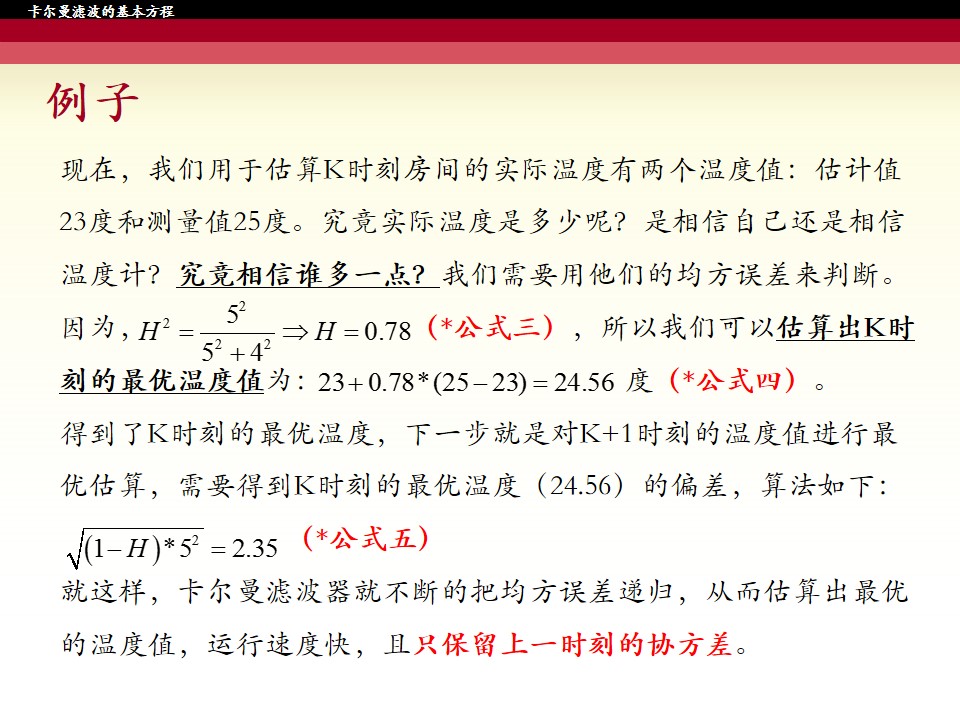 卡尔曼滤波的基本方程
例子
现在，我们用于估算K时刻房间的实际温度有两个温度值：估计值
23度和测量值25度。究竟实际温度是多少呢？是相信自己还是相信
温度计？究竟相信谁多一点？我们需要用他们的均方误差来判断。
因为，H² = 5²/(5² + 4²) ⇒ H = 0.78（*公式三），所以我们可以估算出K时
刻的最优温度值为：23 + 0.78*(25 − 23) = 24.56 度（*公式四）。
得到了K时刻的最优温度，下一步就是对K+1时刻的温度值进行最
优估算，需要得到K时刻的最优温度（24.56）的偏差，算法如下：
√((1 − H)*5²) = 2.35 （*公式五）
就这样，卡尔曼滤波器就不断的把均方误差递归，从而估算出最优
的温度值，运行速度快，且只保留上一时刻的协方差。